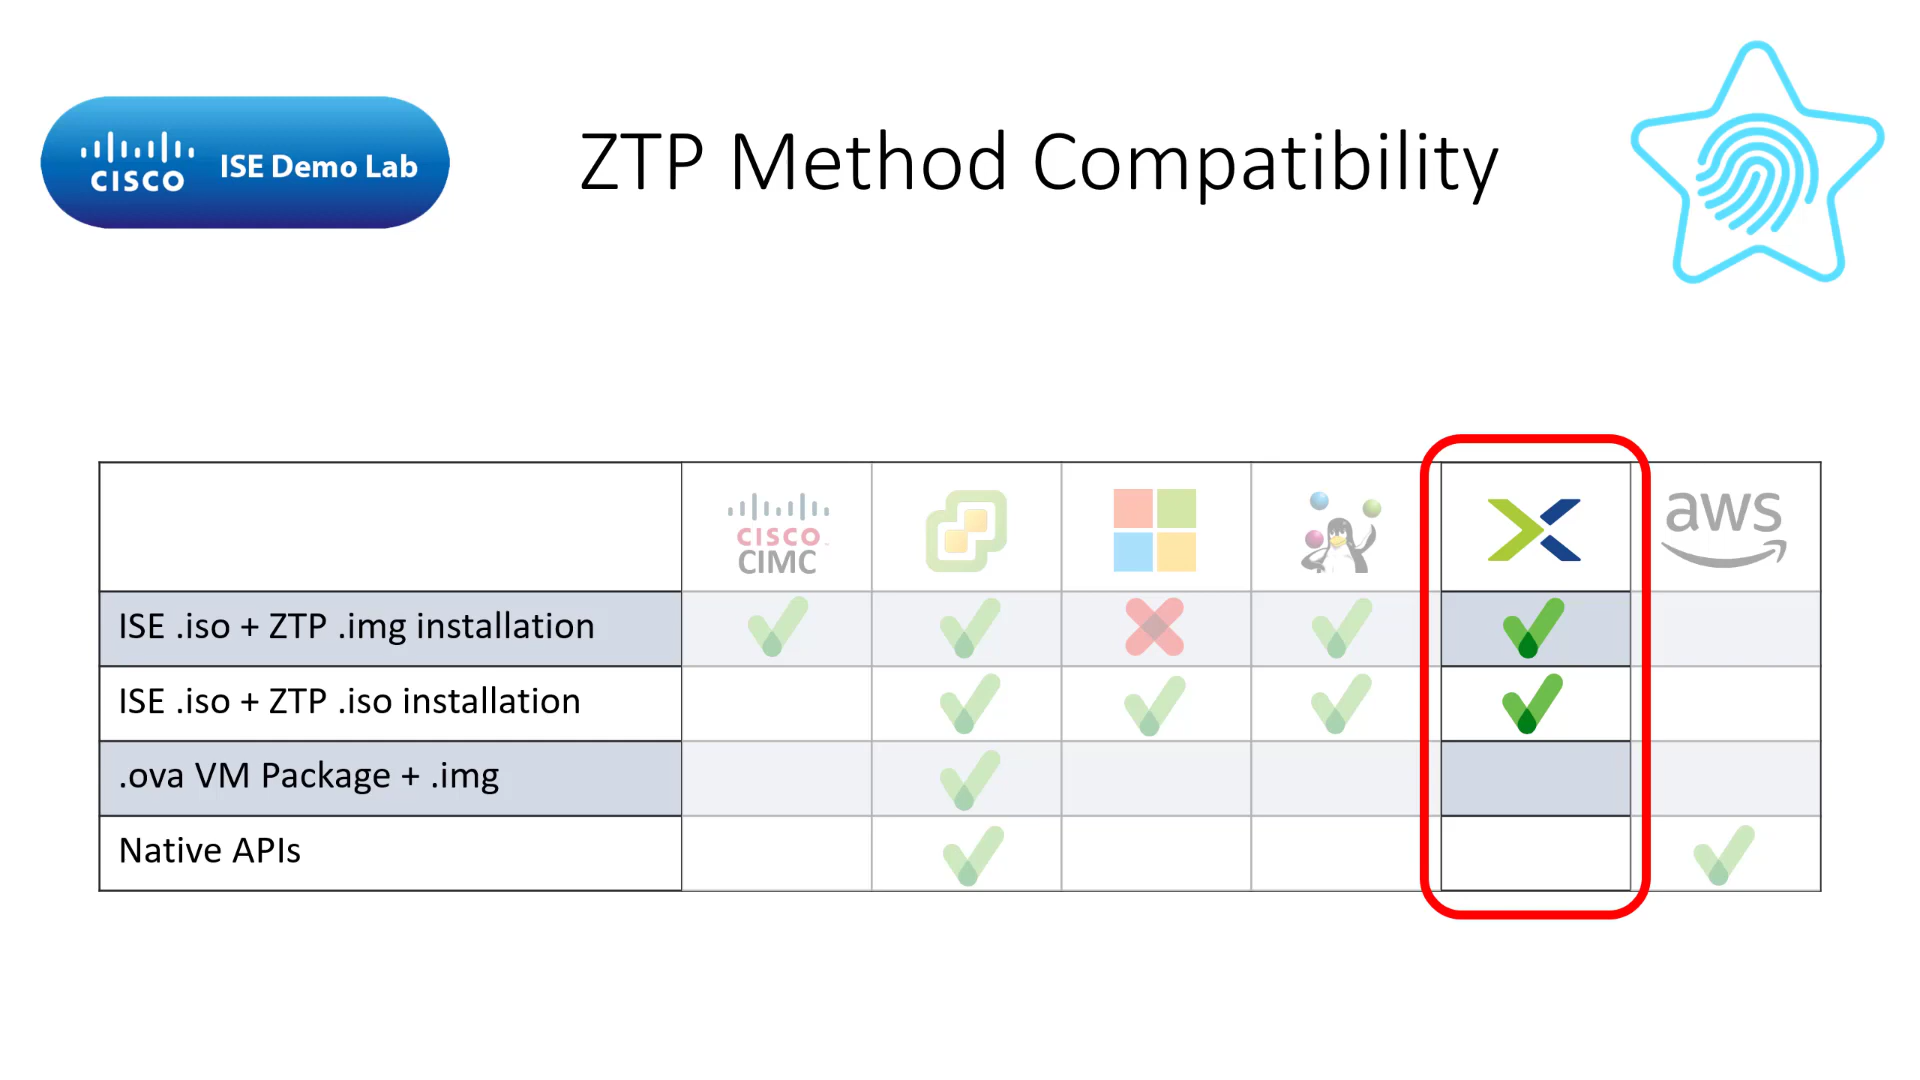 CISCO ISE Demo Lab
ZTP Method Compatibility
CISCO CIMC
aws
ISE .iso + ZTP .img installation
ISE .iso + ZTP .iso installation
.ova VM Package + .img
Native APIs